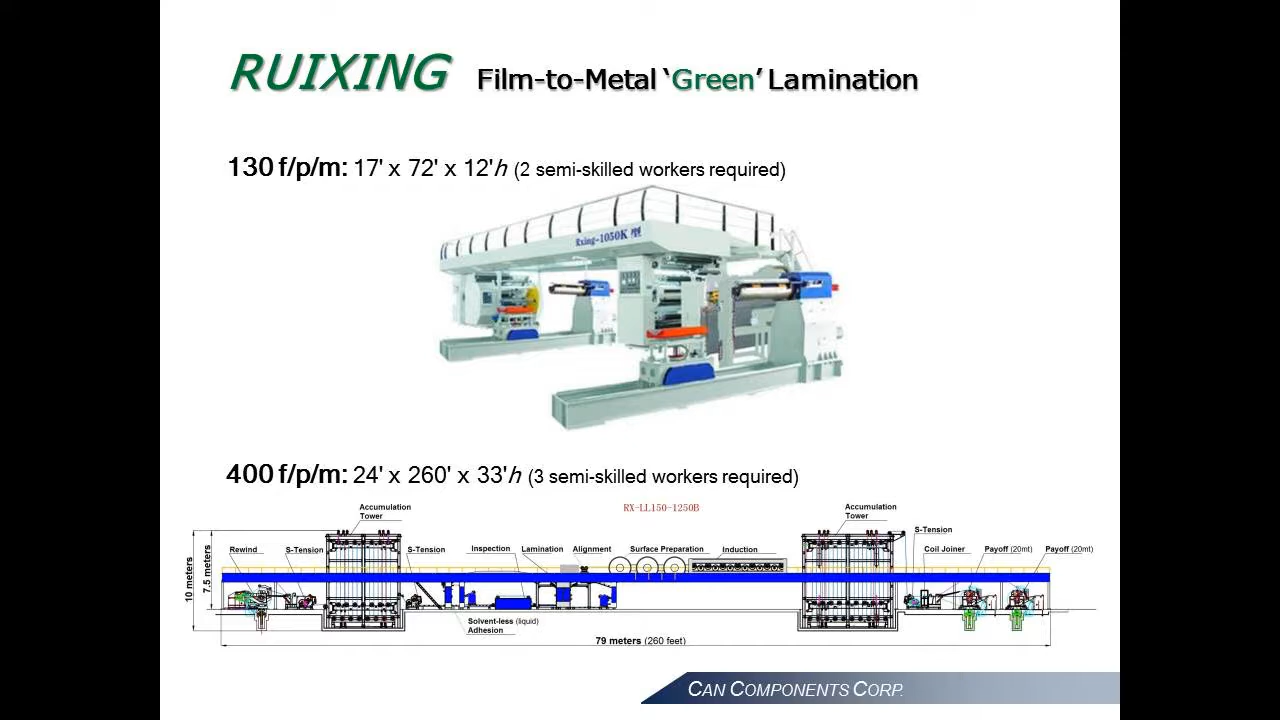 RUIXING Film-to-Metal ‘Green’ Lamination
130 f/p/m: 17' x 72' x 12'h (2 semi-skilled workers required)
Rxing-1050K 型
400 f/p/m: 24' x 260' x 33'h (3 semi-skilled workers required)
RX-LL150-1250B
Accumulation
Tower
Accumulation
Tower
Rewind
S-Tension
S-Tension
Inspection
Lamination
Alignment
Surface Preparation
Induction
S-Tension
Coil Joiner
Payoff (20mt)
Payoff (20mt)
10 meters
7.5 meters
Solvent-less (liquid)
Adhesion
79 meters (260 feet)
CAN COMPONENTS CORP.